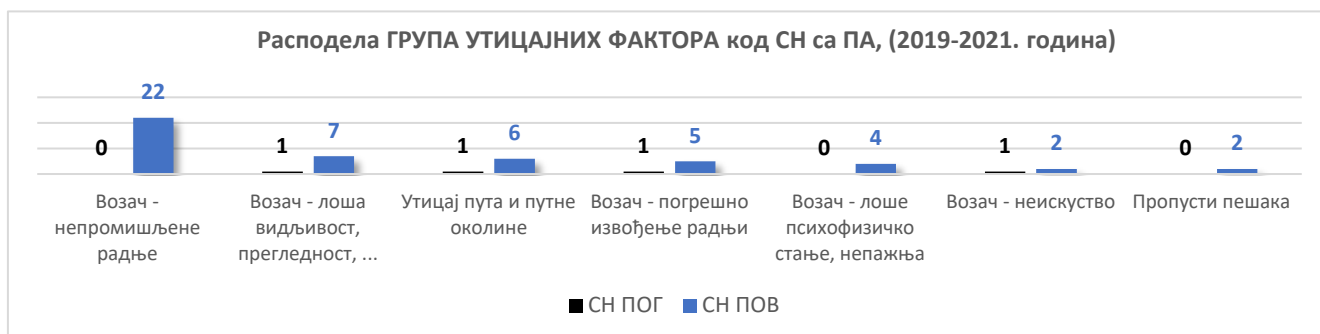 Расподела ГРУПА УТИЦАЈНИХ ФАКТОРА код СН са ПА, (2019-2021. година)
0 22 1 7 1 6 1 5 0 4 1 2 0 2
Возач - непромишљене радње
Возач - лоша видљивост, прегледност, ...
Утицај пута и путне околине
Возач - погрешно извођење радњи
Возач - лоше психофизичко стање, непажња
Возач - неискуство
Пропусти пешака
СН ПОГ СН ПОВ